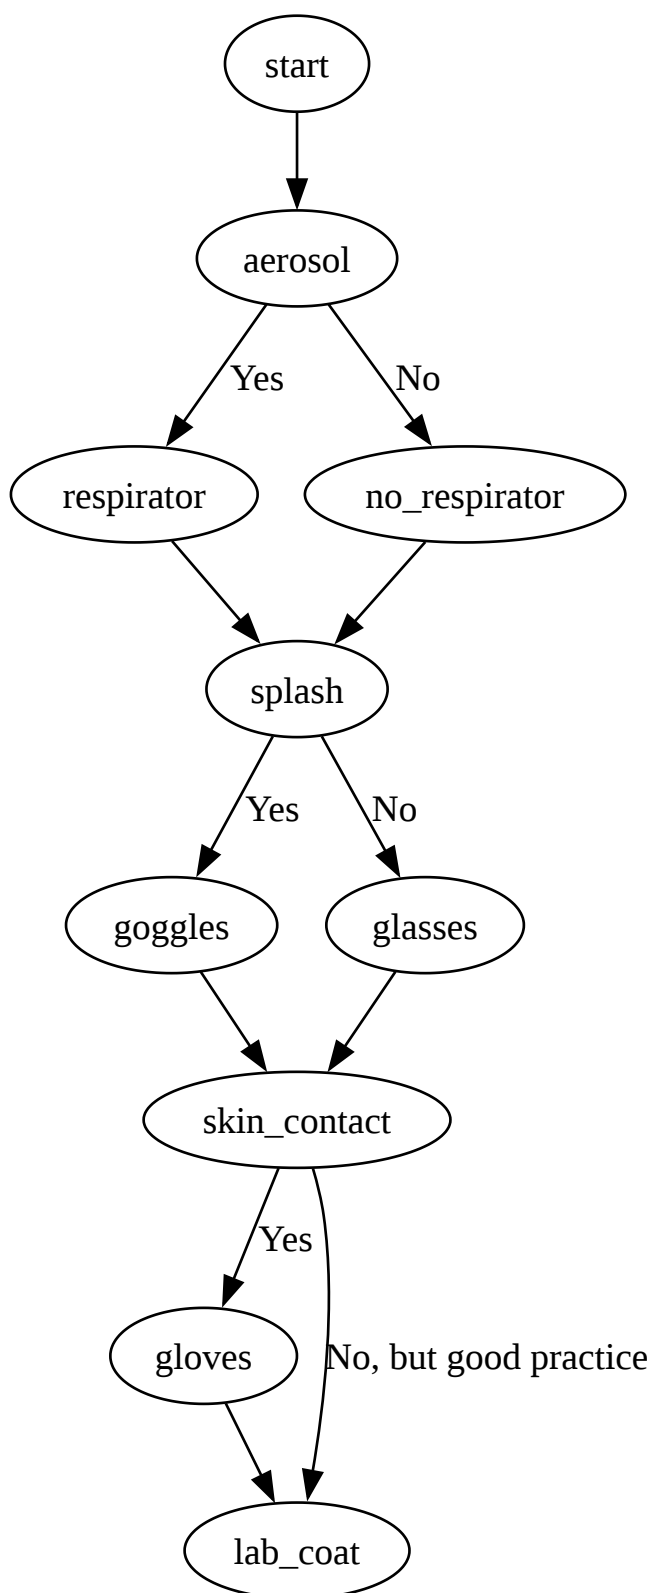 start
aerosol
Yes
No
respirator
no_respirator
splash
Yes
No
goggles
glasses
skin_contact
Yes
gloves
No, but good practice
lab_coat